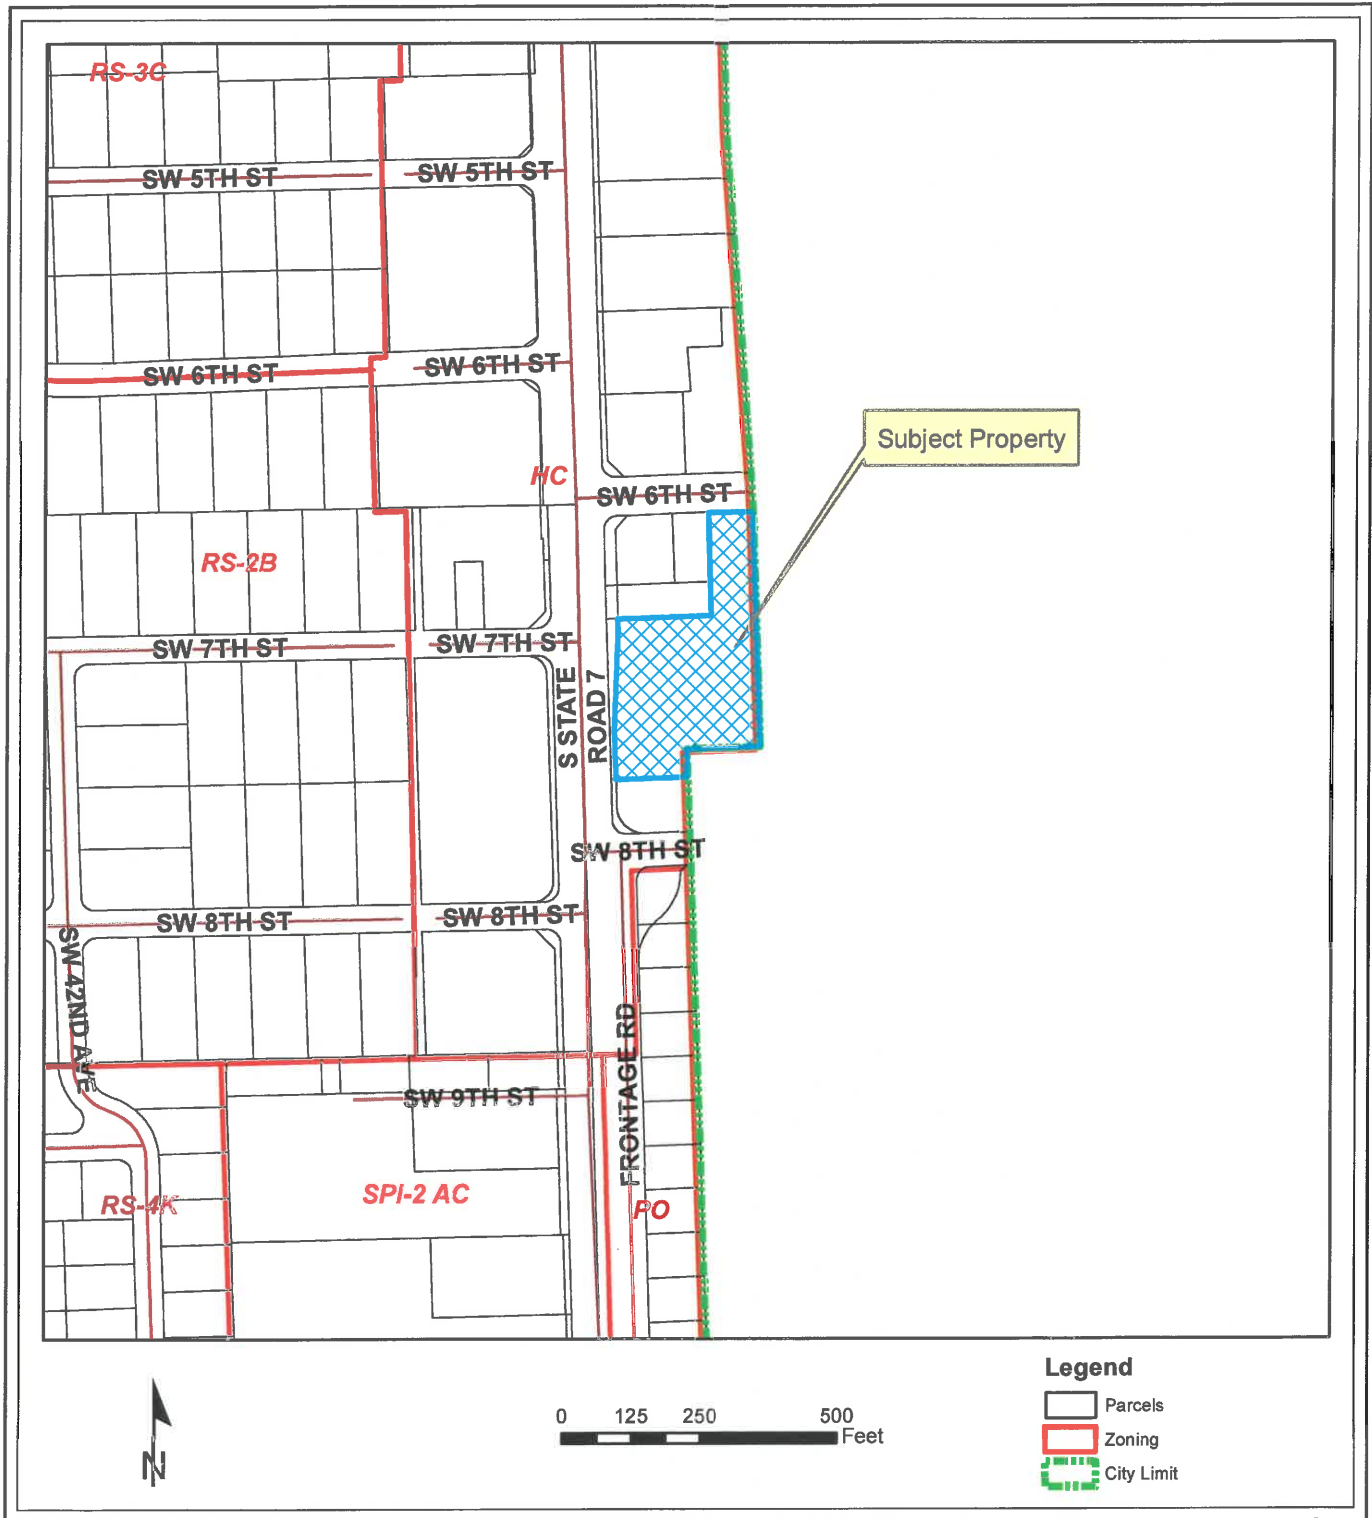 RS-3C
SW 5TH ST
SW 5TH ST
SW 6TH ST
SW 6TH ST
Subject Property
HC
SW 6TH ST
RS-2B
SW 7TH ST
SW 7TH ST
S STATE
ROAD 7
SW 8TH ST
SW 8TH ST
SW 8TH ST
SW 42ND AVE
FRONTAGE RD
SW 9TH ST
RS-4K
SPI-2 AC
PO
N
0 125 250 500
Feet
Legend
Parcels
Zoning
City Limit